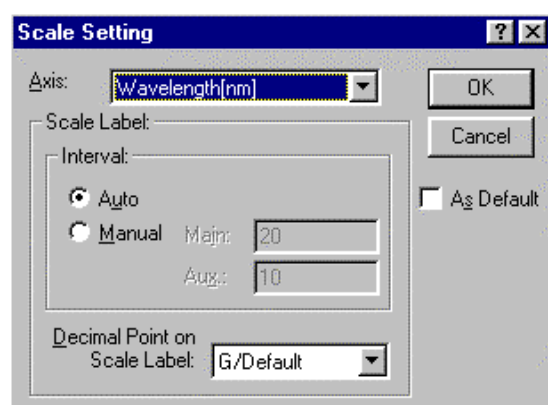 Scale Setting
Axis: Wavelength[nm] OK
Scale Label: Cancel
Interval:
Auto As Default
Manual Main: 20
Aux.: 10
Decimal Point on
Scale Label: G/Default